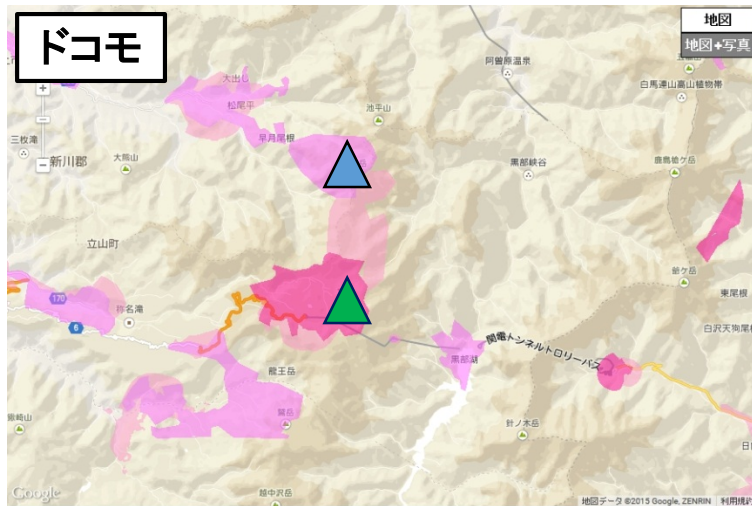 ドコモ
地図
地図+写真
阿曽原温泉
白馬連山高山植物帯
大出し
松尾平
池平山
早月尾根
三枚滝
新川郡
大熊山
黒部峡谷
鹿島槍ケ岳
立山町
爺ケ岳
170
6
称名滝
東尾根
関電トンネルトロリーバス
白沢天狗尾根
黒部湖
龍王岳
鷲岳
鍬崎山
針ノ木岳
越中沢岳
Google
地図データ ©2015 Google, ZENRIN
利用規約